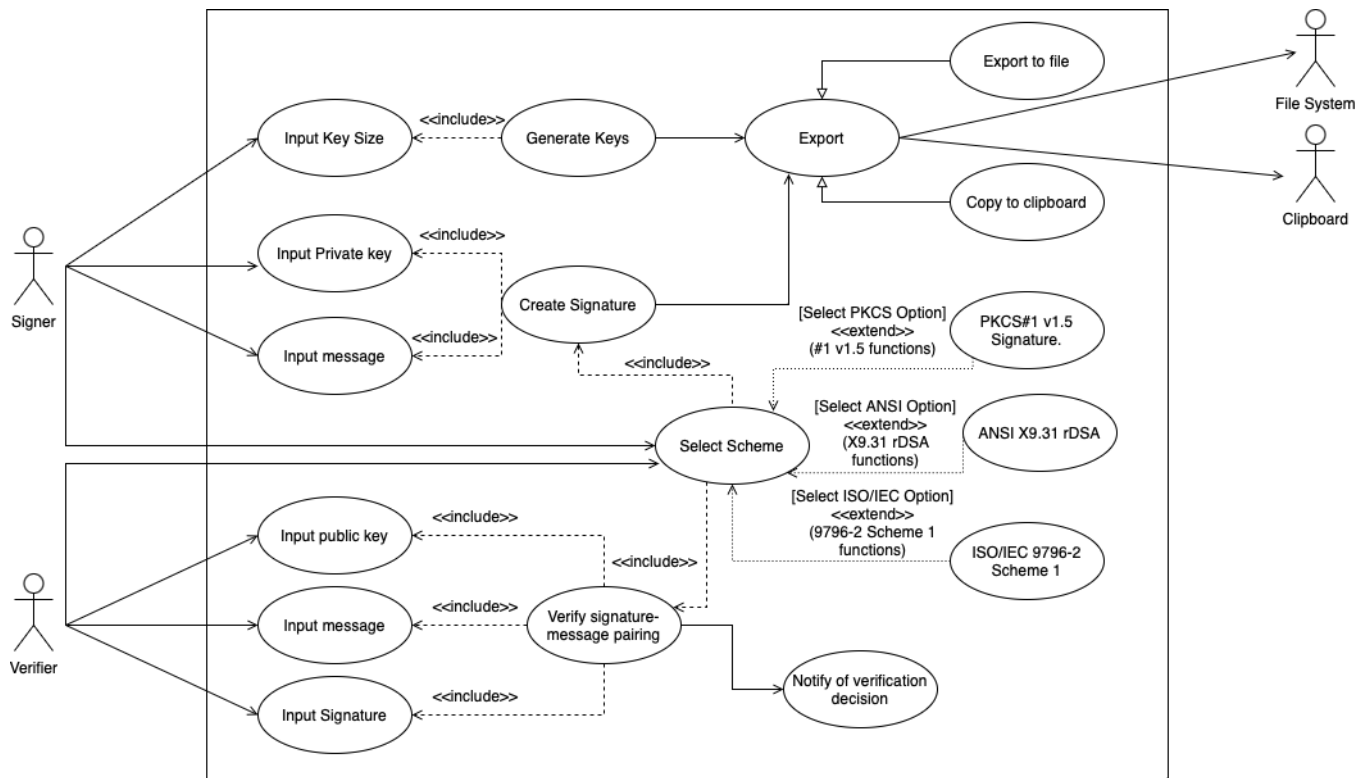 Export to file
File System
<<include>>
Input Key Size
Generate Keys
Export
Copy to clipboard
Clipboard
<<include>>
Input Private key
Signer
Create Signature
[Select PKCS Option]
<<extend>>
(#1 v1.5 functions)
PKCS#1 v1.5
Signature.
<<include>>
Input message
<<include>>
[Select ANSI Option]
<<extend>>
(X9.31 rDSA
functions)
ANSI X9.31 rDSA
Select Scheme
[Select ISO/IEC Option]
<<extend>>
(9796-2 Scheme 1
functions)
ISO/IEC 9796-2
Scheme 1
<<include>>
Input public key
<<include>>
<<include>>
Input message
Verify signature-
message pairing
Verifier
<<include>>
Input Signature
Notify of verification
decision